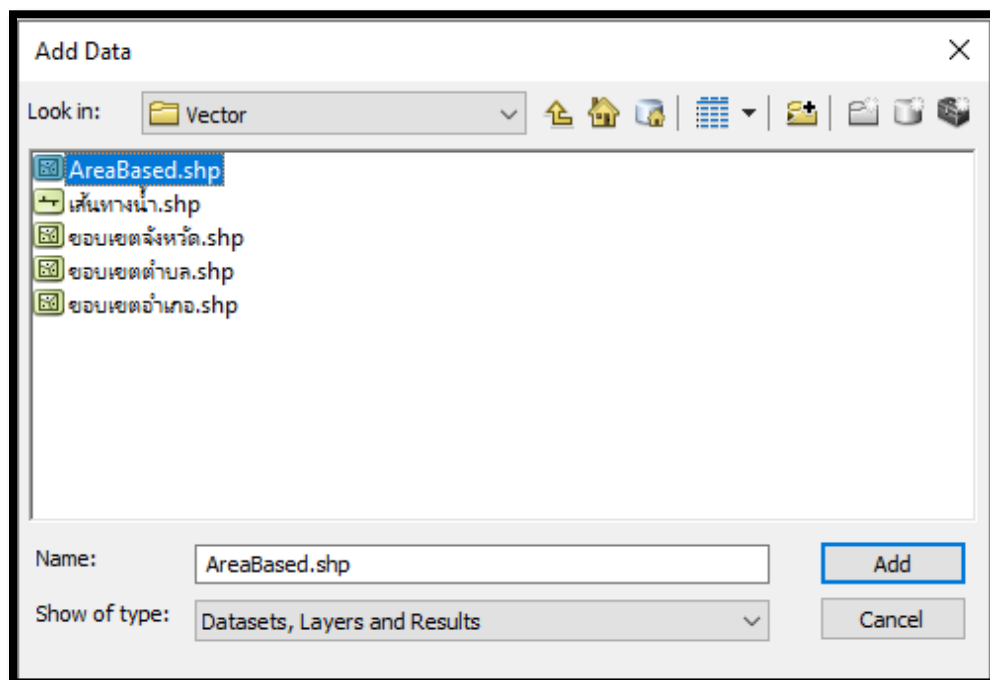 Add Data
Look in: Vector
AreaBased.shp
เส้นทางน้ำ.shp
ขอบเขตจังหวัด.shp
ขอบเขตตำบล.shp
ขอบเขตอำเภอ.shp
Name: AreaBased.shp Add
Show of type: Datasets, Layers and Results Cancel